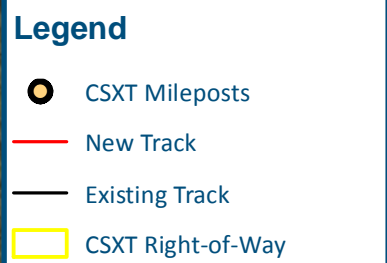 Legend
CSXT Mileposts
New Track
Existing Track
CSXT Right-of-Way